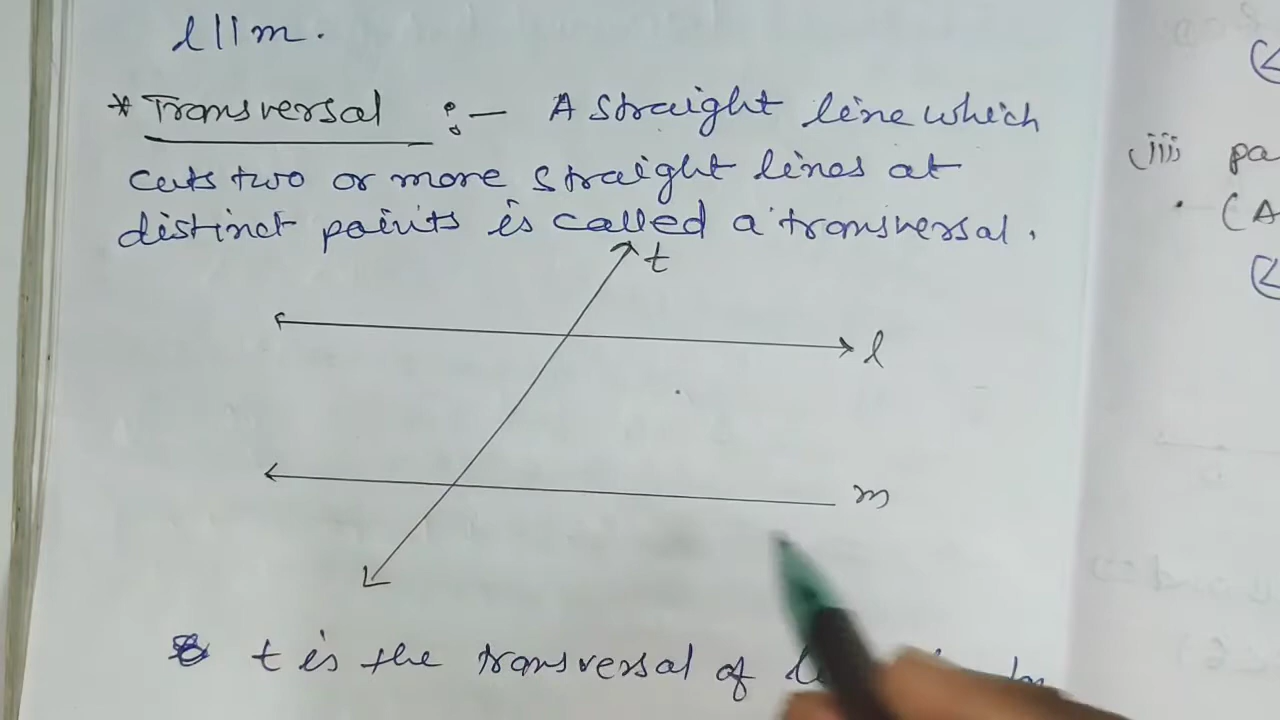 l || m.
* Transversal :- A straight line which
cuts two or more straight lines at
distinct points is called a transversal.
t
l
m
t is the transversal of
(iii) pa
(A